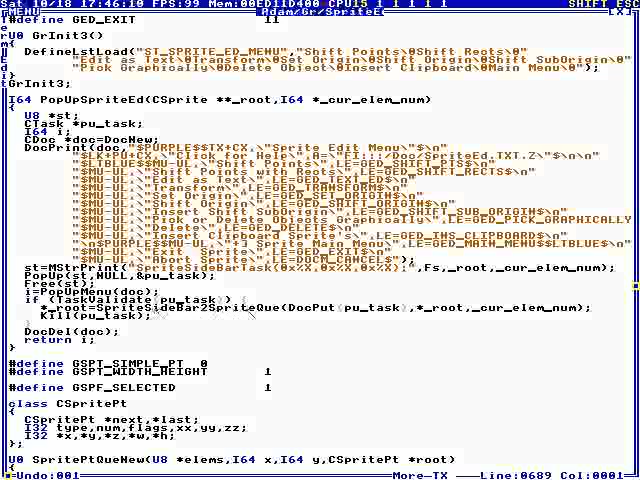 Sat 10/18 17:46:10 FPS:99 Mem:00ED11D400 CPU15 1 1 1 1 1 SHIFT ESC
MENU Adam/Gr/SpriteE [X]
#define GED_EXIT 11
U0 GrInit3()
{
DefineLstLoad("ST_SPRITE_ED_MENU","Shift Points\0Shift Rects\0"
"Edit as Text\0Transform\0Set Origin\0Shift Origin\0Shift SubOrigin\0"
"Pick Graphically\0Delete Object\0Insert Clipboard\0Main Menu\0");
}
GrInit3;
I64 PopUpSpriteEd(CSprite **_root,I64 *_cur_elem_num)
{
U8 *st;
CTask *pu_task;
I64 i;
CDoc *doc=DocNew;
DocPrint(doc,"$PURPLE$$TX+CX,\"Sprite Edit Menu\"$\n"
"$LK+PU+CX,\"Click for Help\",A=\"FI:::/Doc/SpriteEd.TXT.Z\"$\n\n"
"$LTBLUE$$MU-UL,\"Shift Points\",LE=GED_SHIFT_PTS$\n"
"$MU-UL,\"Shift Points with Rects\",LE=GED_SHIFT_RECTS$\n"
"$MU-UL,\"Edit as Text\",LE=GED_TEXT_ED$\n"
"$MU-UL,\"Transform\",LE=GED_TRANSFORM$\n"
"$MU-UL,\"Set Origin\",LE=GED_SET_ORIGIN$\n"
"$MU-UL,\"Shift Origin\",LE=GED_SHIFT_ORIGIN$\n"
"$MU-UL,\"Insert Shift SubOrigin\",LE=GED_SHIFT_SUB_ORIGIN$\n"
"$MU-UL,\"Pick or Delete Objects Graphically\",LE=GED_PICK_GRAPHICALLY
"$MU-UL,\"Delete\",LE=GED_DELETE$\n"
"$MU-UL,\"Insert Clipboard Sprite's\",LE=GED_INS_CLIPBOARD$\n"
"\n$PURPLE$$MU-UL,\"+] Sprite Main Menu\",LE=GED_MAIN_MENU$$LTBLUE$\n"
"$MU-UL,\"Exit Sprite\",LE=GED_EXIT$\n"
"$MU-UL,\"Abort Sprite\",LE=DOCM_CANCEL$");
st=MStrPrint("SpriteSideBarTask(0x%X,0x%X,0x%X);",Fs,_root,_cur_elem_num);
PopUp(st,NULL,&pu_task);
Free(st);
i=PopUpMenu(doc);
if (TaskValidate(pu_task)) {
*_root=SpriteSideBar2SpriteQue(DocPut(pu_task),*_root,_cur_elem_num);
Kill(pu_task);
}
DocDel(doc);
return i;
}
#define GSPT_SIMPLE_PT 0
#define GSPT_WIDTH_HEIGHT 1
#define GSPF_SELECTED 1
class CSpritePt
{
CSpritePt *next,*last;
I32 type,num,flags,xx,yy,zz;
I32 *x,*y,*z,*w,*h;
};
U0 SpritePtQueNew(U8 *elems,I64 x,I64 y,CSpritePt *root)
{
Undo:001 More-TX Line:0689 Col:0001